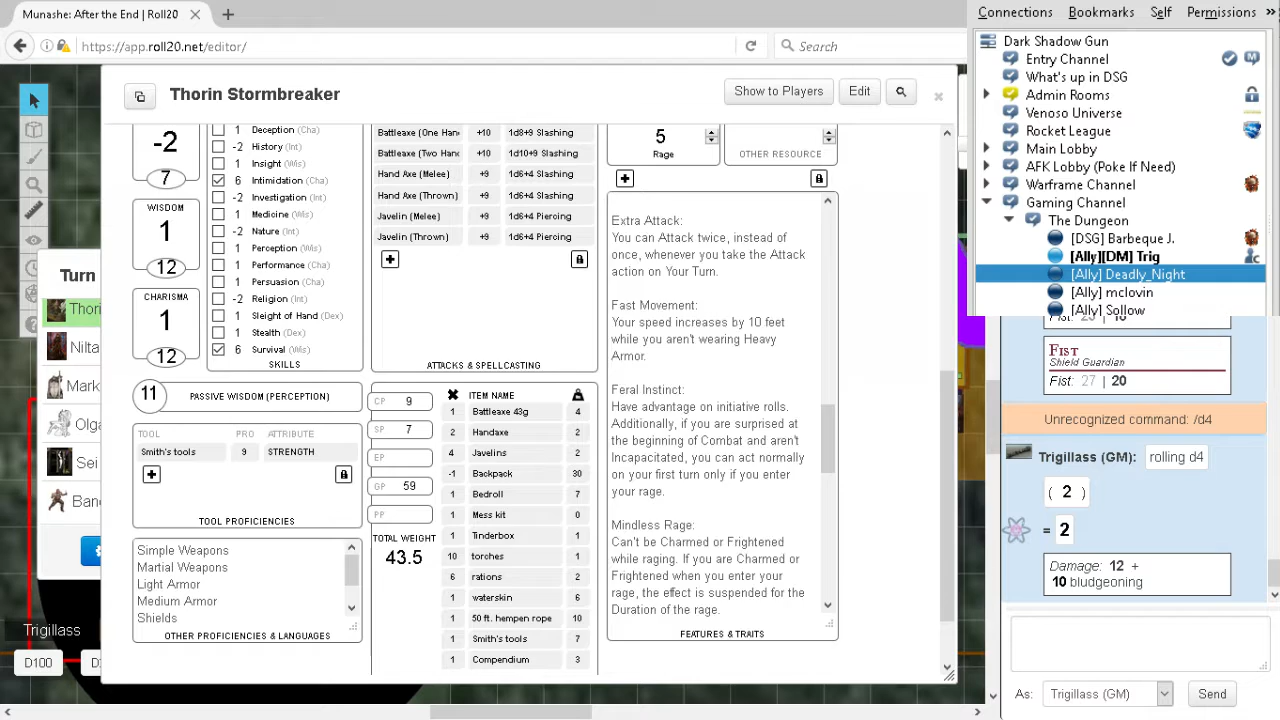 Munashe: After the End | Roll20
https://app.roll20.net/editor/
Search
Thorin Stormbreaker
Show to Players
Edit
-2
7
WISDOM
1
12
CHARISMA
1
12
1 Deception (Cha)
-2 History (Int)
1 Insight (Wis)
6 Intimidation (Cha)
-2 Investigation (Int)
1 Medicine (Wis)
-2 Nature (Int)
1 Perception (Wis)
1 Performance (Cha)
1 Persuasion (Cha)
-2 Religion (Int)
1 Sleight of Hand (Dex)
1 Stealth (Dex)
6 Survival (Wis)
SKILLS
11
PASSIVE WISDOM (PERCEPTION)
TOOL PRO ATTRIBUTE
Smith's tools 9 STRENGTH
TOOL PROFICIENCIES
Simple Weapons
Martial Weapons
Light Armor
Medium Armor
Shields
OTHER PROFICIENCIES & LANGUAGES
Battleaxe (One Hand +10 1d8+9 Slashing
Battleaxe (Two Hand +10 1d10+9 Slashing
Hand Axe (Melee) +9 1d6+4 Slashing
Hand Axe (Thrown) +9 1d6+4 Slashing
Javelin (Melee) +9 1d6+4 Piercing
Javelin (Thrown) +9 1d6+4 Piercing
ATTACKS & SPELLCASTING
CP 9
SP 7
EP
GP 59
PP
TOTAL WEIGHT
43.5
ITEM NAME
1 Battleaxe 43g 4
2 Handaxe 2
4 Javelins 2
-1 Backpack 30
1 Bedroll 7
1 Mess kit 0
1 Tinderbox 1
10 torches 1
6 rations 2
1 waterskin 6
1 50 ft. hempen rope 10
1 Smith's tools 7
1 Compendium 3
5
Rage
OTHER RESOURCE
Extra Attack:
You can Attack twice, instead of
once, whenever you take the Attack
action on Your Turn.
Fast Movement:
Your speed increases by 10 feet
while you aren't wearing Heavy
Armor.
Feral Instinct:
Have advantage on initiative rolls.
Additionally, if you are surprised at
the beginning of Combat and aren't
Incapacitated, you can act normally
on your first turn only if you enter
your rage.
Mindless Rage:
Can't be Charmed or Frightened
while raging. If you are Charmed or
Frightened when you enter your
rage, the effect is suspended for the
Duration of the rage.
FEATURES & TRAITS
Turn
Thori
Nilta
Mark
Olga
Sei
Banc
Trigillass
D100
Connections Bookmarks Self Permissions »
Dark Shadow Gun
Entry Channel
What's up in DSG
Admin Rooms
Venoso Universe
Rocket League
Main Lobby
AFK Lobby (Poke If Need)
Warframe Channel
Gaming Channel
The Dungeon
[DSG] Barbeque J.
[Ally][DM] Trig
[Ally] Deadly_Night
[Ally] mclovin
[Ally] Sollow
FIST
Shield Guardian
Fist: 27 | 20
Unrecognized command: /d4
Trigillass (GM): rolling d4
( 2 )
= 2
Damage: 12 +
10 bludgeoning
As: Trigillass (GM)
Send